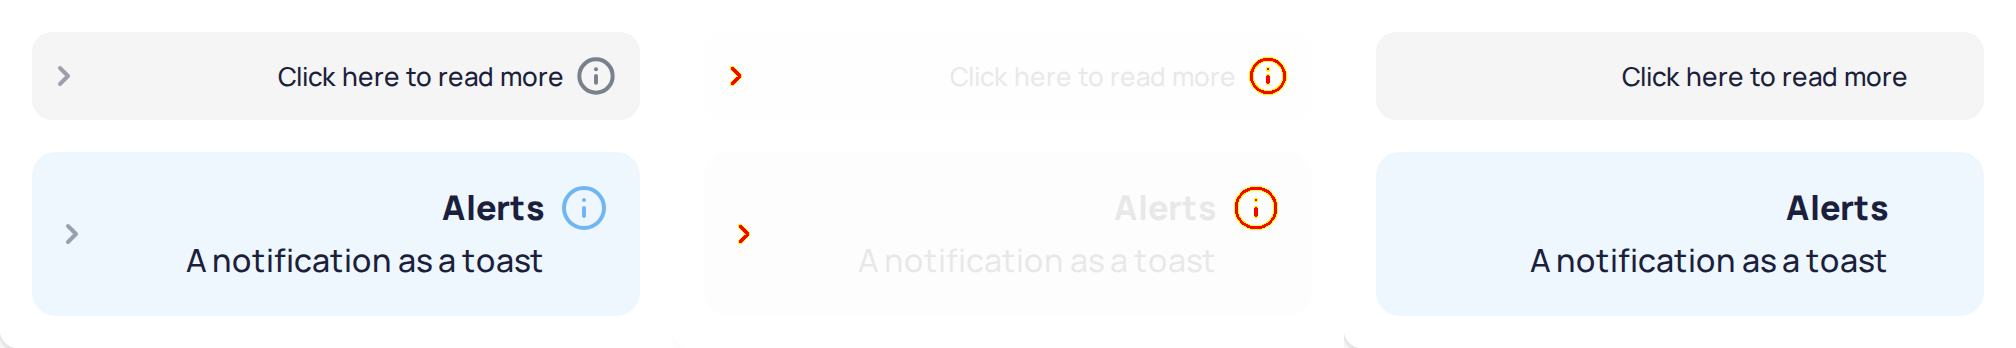 Click here to read more
Alerts
A notification as a toast
Click here to read more
Alerts
A notification as a toast
Click here to read more
Alerts
A notification as a toast